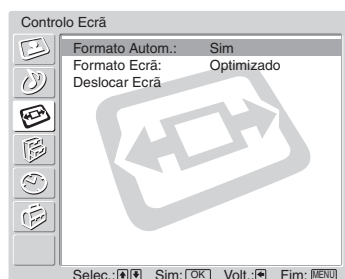 Controlo Ecrã
Formato Autom.: Sim
Formato Ecrã: Optimizado
Deslocar Ecrã
Selec.: Sim: OK Volt.: Fim: MENU